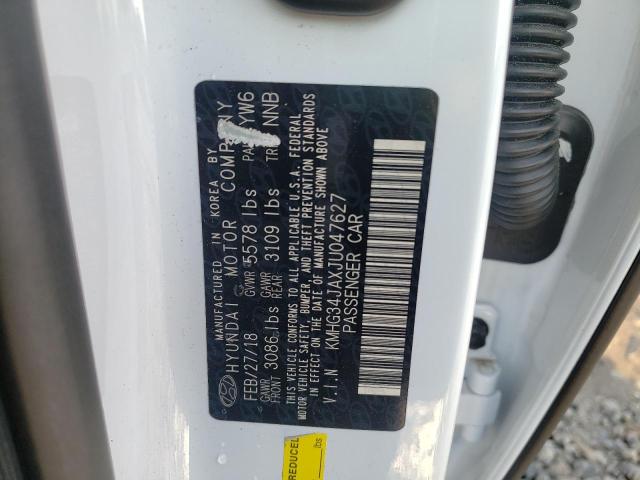 MANUFACTURED IN KOREA BY
HYUNDAI MOTOR COMPANY
FEB/27/18 GVWR 5578 lbs YW6
GAWR FRONT 3086 lbs GAWR REAR 3109 lbs NNB
THIS VEHICLE CONFORMS TO ALL APPLICABLE U.S.A. FEDERAL
MOTOR VEHICLE SAFETY, BUMPER, AND THEFT PREVENTION STANDARDS
IN EFFECT ON THE DATE OF MANUFACTURE SHOWN ABOVE
V.I.N KMHG34JAXJU047627
PASSENGER CAR
lbs
REDUCEL